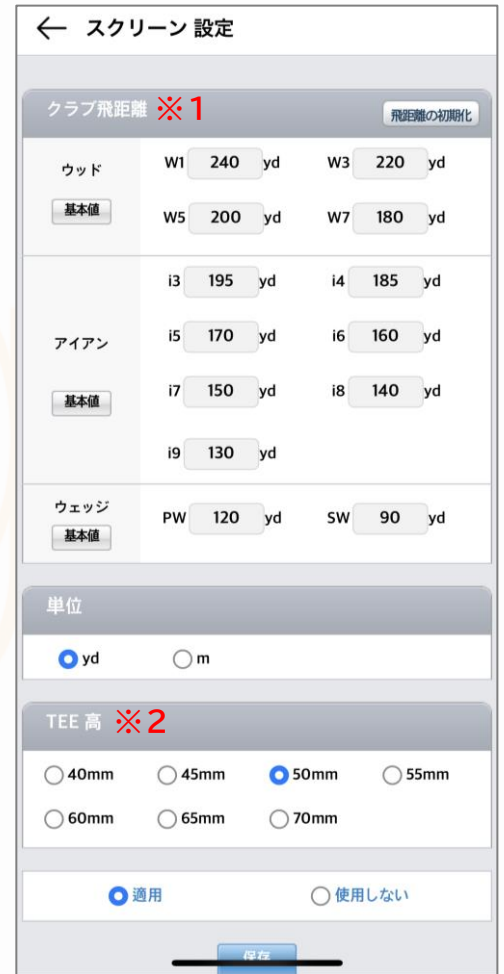 ← スクリーン 設定
クラブ飛距離 ※1
飛距離の初期化
ウッド
基本値
W1 240 yd W3 220 yd
W5 200 yd W7 180 yd
アイアン
基本値
i3 195 yd i4 185 yd
i5 170 yd i6 160 yd
i7 150 yd i8 140 yd
i9 130 yd
ウェッジ
基本値
PW 120 yd SW 90 yd
単位
yd m
TEE 高 ※2
40mm 45mm 50mm 55mm
60mm 65mm 70mm
適用 使用しない
保存